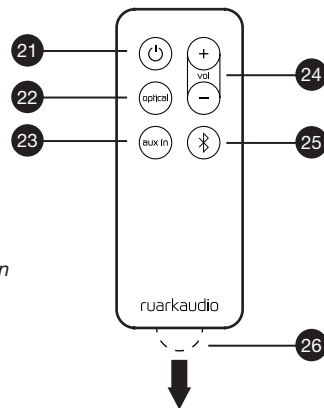 21
22
23
+
vol
−
optical
aux in
24
25
n
ruarkaudio
26